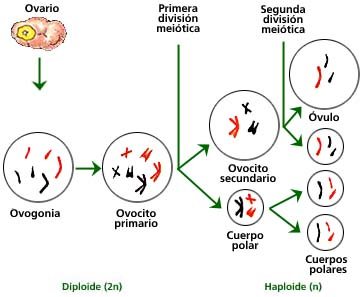 Ovario
Primera
división
meiótica
Segunda
división
meiótica
Óvulo
Ovogonia
Ovocito
primario
Ovocito
secundario
Cuerpo
polar
Cuerpos
polares
Diploide (2n)
Haploide (n)